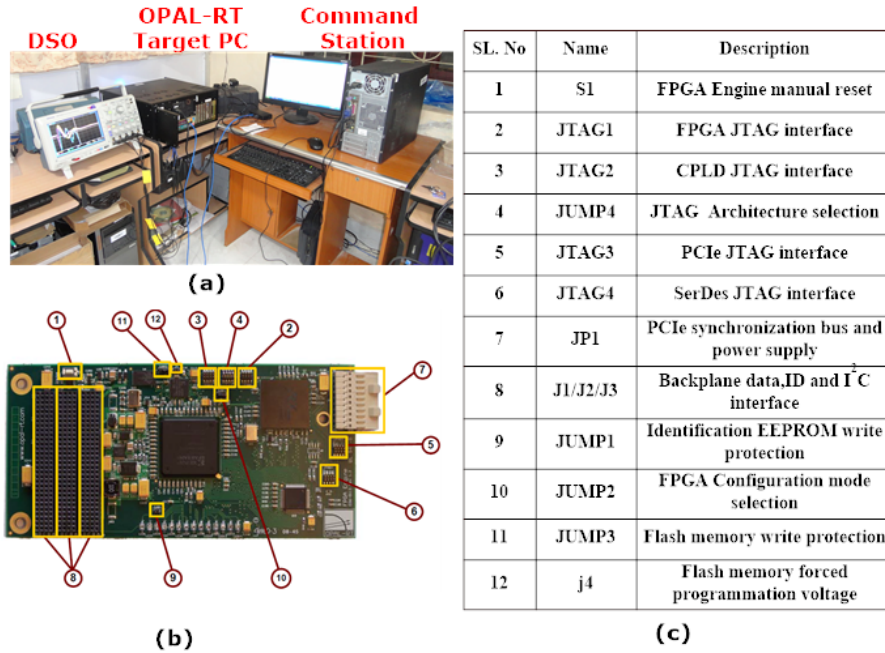 DSO
OPAL-RT
Target PC
Command
Station
(a)
1
11
12
3
4
2
7
5
6
8
9
10
www.opal-rt.com
(b)
SL. No Name Description
1 S1 FPGA Engine manual reset
2 JTAG1 FPGA JTAG interface
3 JTAG2 CPLD JTAG interface
4 JUMP4 JTAG Architecture selection
5 JTAG3 PCIe JTAG interface
6 JTAG4 SerDes JTAG interface
7 JP1 PCIe synchronization bus and
power supply
8 J1/J2/J3 Backplane data,ID and I²C
interface
9 JUMP1 Identification EEPROM write
protection
10 JUMP2 FPGA Configuration mode
selection
11 JUMP3 Flash memory write protection
12 j4 Flash memory forced
programmation voltage
(c)